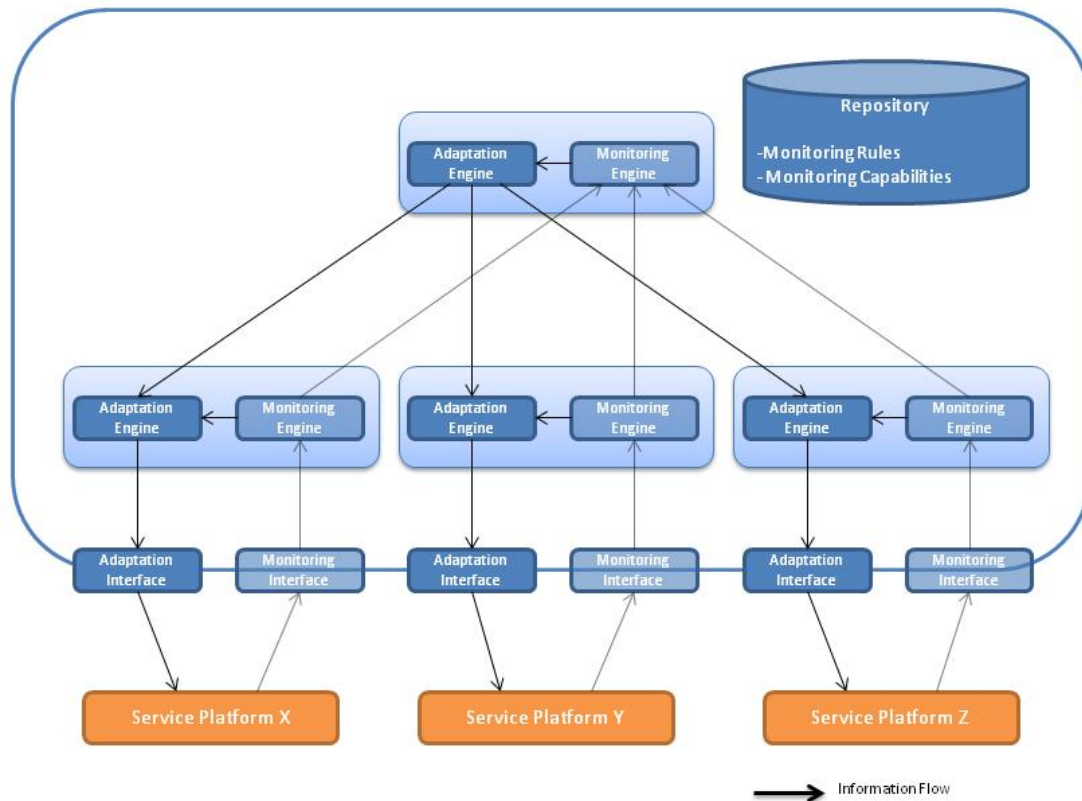 Repository
-Monitoring Rules
- Monitoring Capabilities
Adaptation
Engine
Monitoring
Engine
Adaptation
Engine
Monitoring
Engine
Adaptation
Engine
Monitoring
Engine
Adaptation
Engine
Monitoring
Engine
Adaptation
Interface
Monitoring
Interface
Adaptation
Interface
Monitoring
Interface
Adaptation
Interface
Monitoring
Interface
Service Platform X
Service Platform Y
Service Platform Z
Information Flow